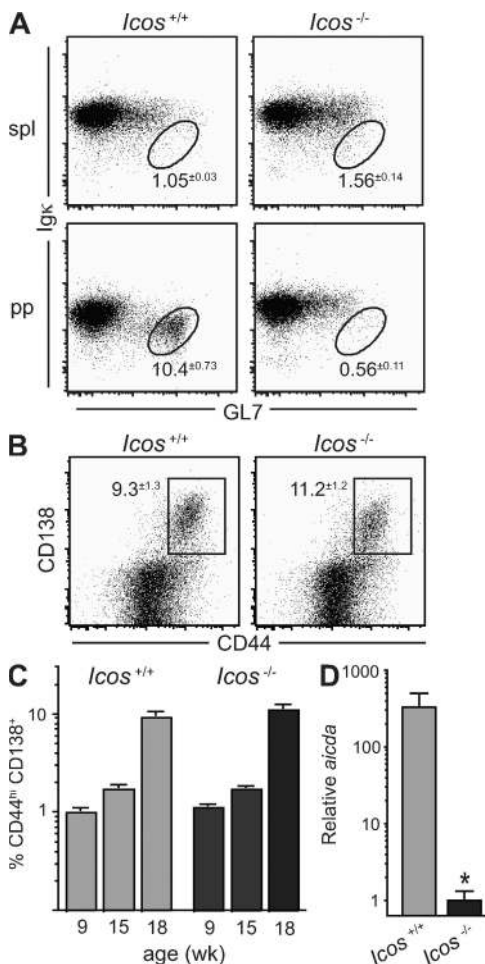 A
Icos+/+
Icos-/-
spl
1.05±0.03
1.56±0.14
Igκ
pp
10.4±0.73
0.56±0.11
GL7
B
Icos+/+
Icos-/-
CD138
9.3±1.3
11.2±1.2
CD44
C
Icos+/+
Icos-/-
% CD44hi CD138+
10
1
9 15 18 9 15 18
age (wk)
D
Relative aicda
1000
100
10
1
*
Icos+/+
Icos-/-